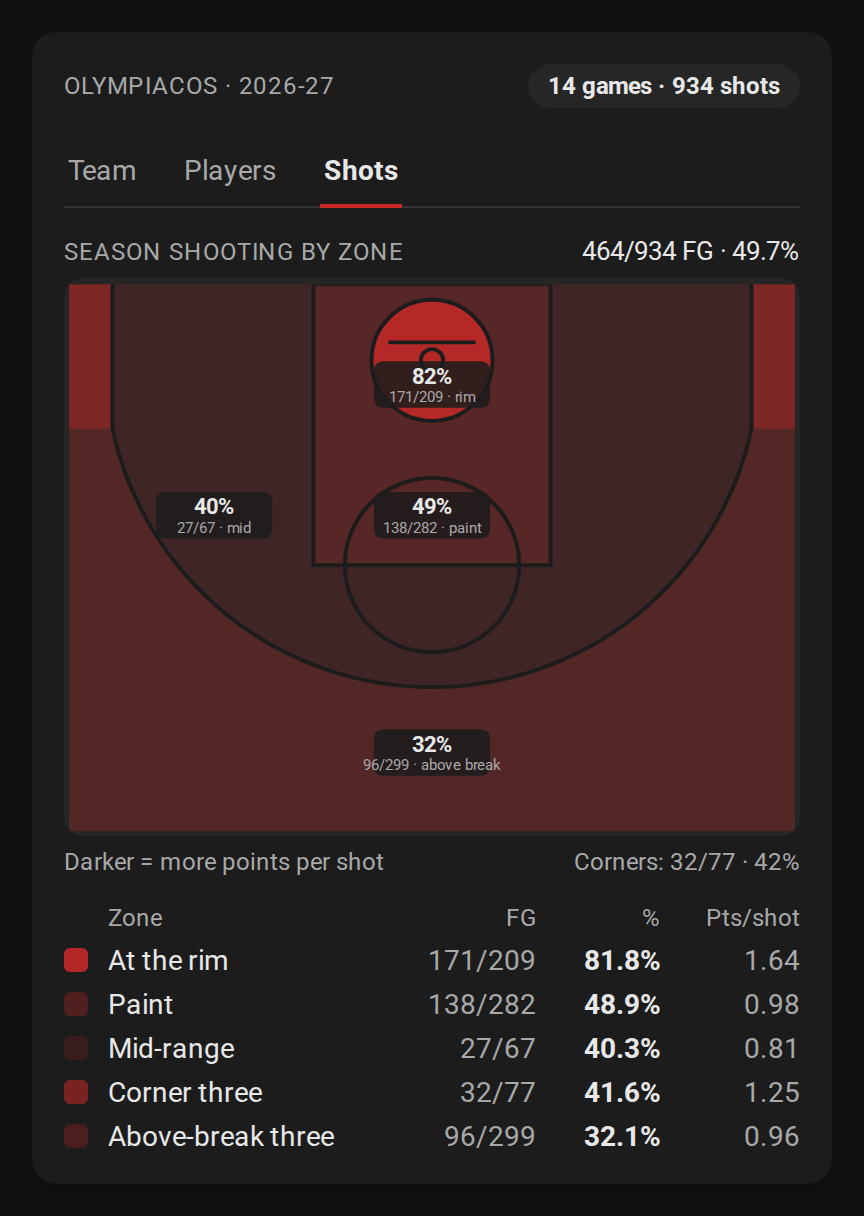 OLYMPIACOS · 2026-27
14 games · 934 shots
Team Players Shots
SEASON SHOOTING BY ZONE
464/934 FG · 49.7%
82%
171/209 · rim
40%
27/67 · mid
49%
138/282 · paint
32%
96/299 · above break
Darker = more points per shot
Corners: 32/77 · 42%
Zone FG % Pts/shot
At the rim 171/209 81.8% 1.64
Paint 138/282 48.9% 0.98
Mid-range 27/67 40.3% 0.81
Corner three 32/77 41.6% 1.25
Above-break three 96/299 32.1% 0.96